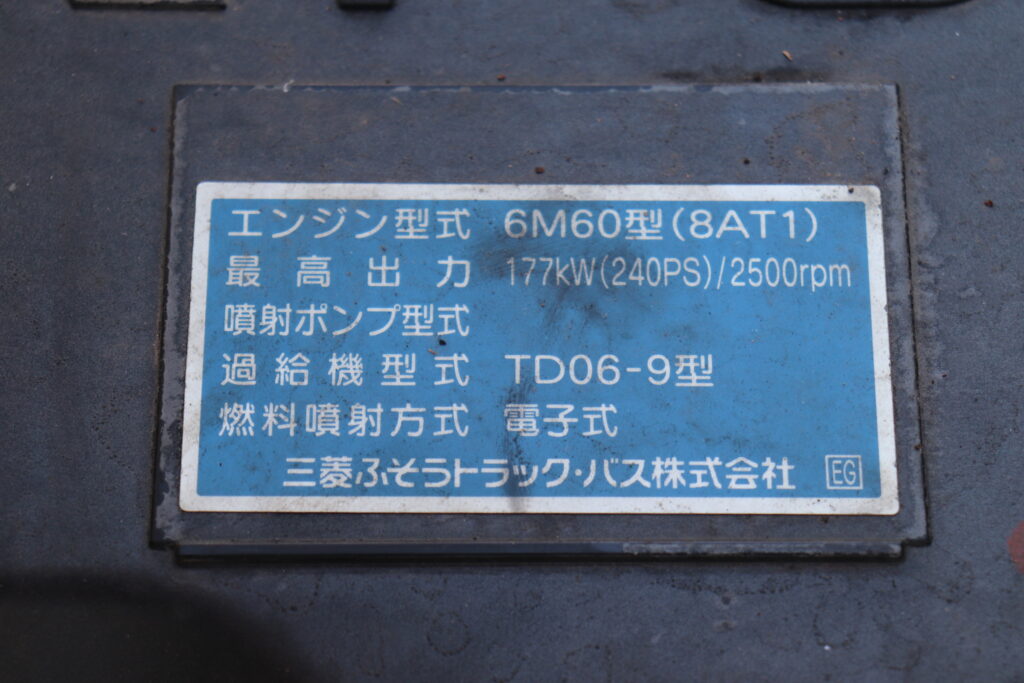 エンジン型式 6M60型(8AT1)
最高出力 177kW(240PS)/2500rpm
噴射ポンプ型式
過給機型式 TD06-9型
燃料噴射方式 電子式
三菱ふそうトラック・バス株式会社 EG